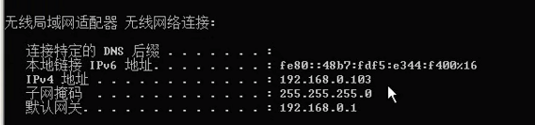 无线局域网适配器 无线网络连接:
连接特定的 DNS 后缀 . . . . . . . :
本地链接 IPv6 地址. . . . . . . . : fe80::48b7:fdf5:e344:f400%16
IPv4 地址 . . . . . . . . . . . . : 192.168.0.103
子网掩码  . . . . . . . . . . . . : 255.255.255.0
默认网关. . . . . . . . . . . . . : 192.168.0.1